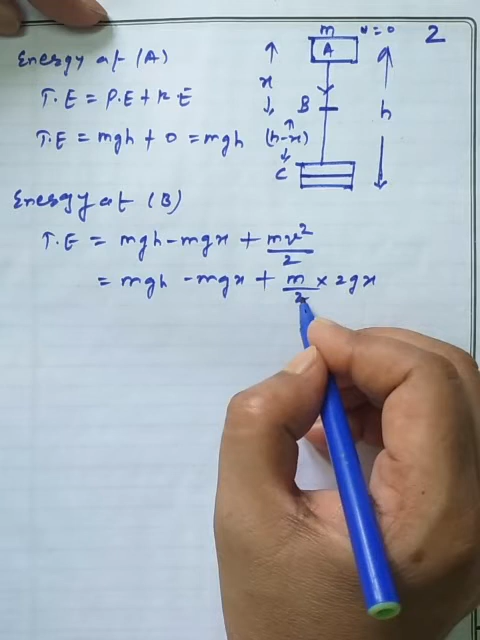 2
m u=0
A
x
B
h
(h-x)
C
Energy at (A)
T.E = P.E + K.E
T.E = mgh + 0 = mgh
Energy at (B)
T.E = mgh - mgx + mv²/2
= mgh - mgx + m/2 × 2gx